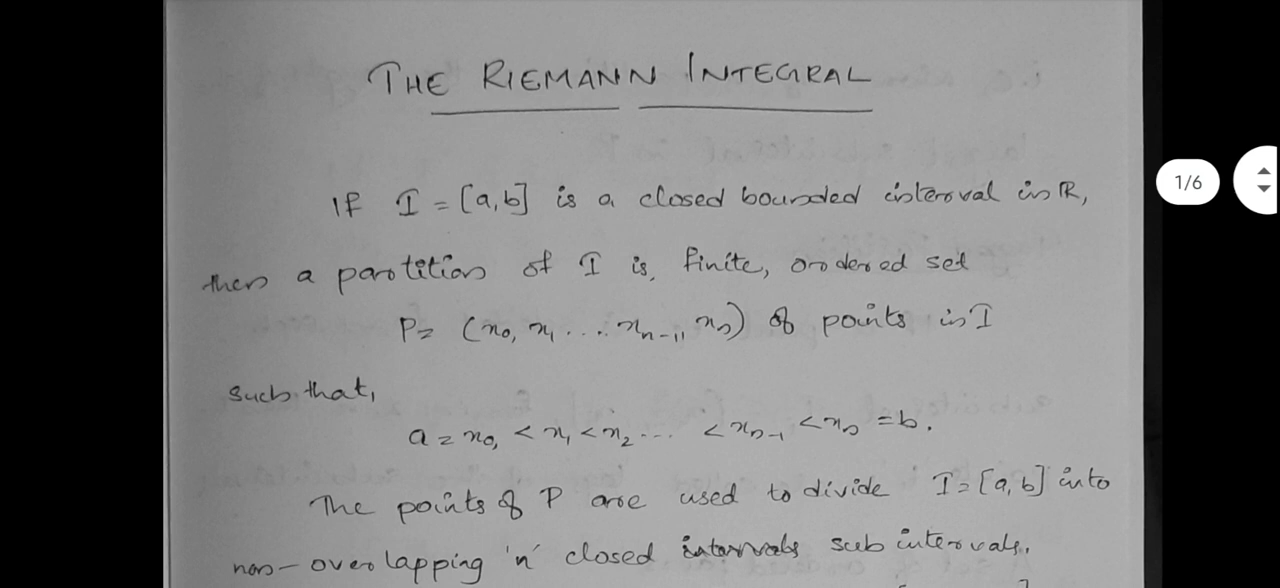 THE RIEMANN INTEGRAL
If I = [a,b] is a closed bounded interval in ℝ,
1/6
then a partition of I is, finite, ordered set
P = (x₀, x₁ .... xₙ₋₁, xₙ) of points in I
such that,
a = x₀, < x₁ < x₂ ... < xₙ₋₁ < xₙ = b.
The points of P are used to divide I = [a,b] into
non-overlapping 'n' closed sub intervals.